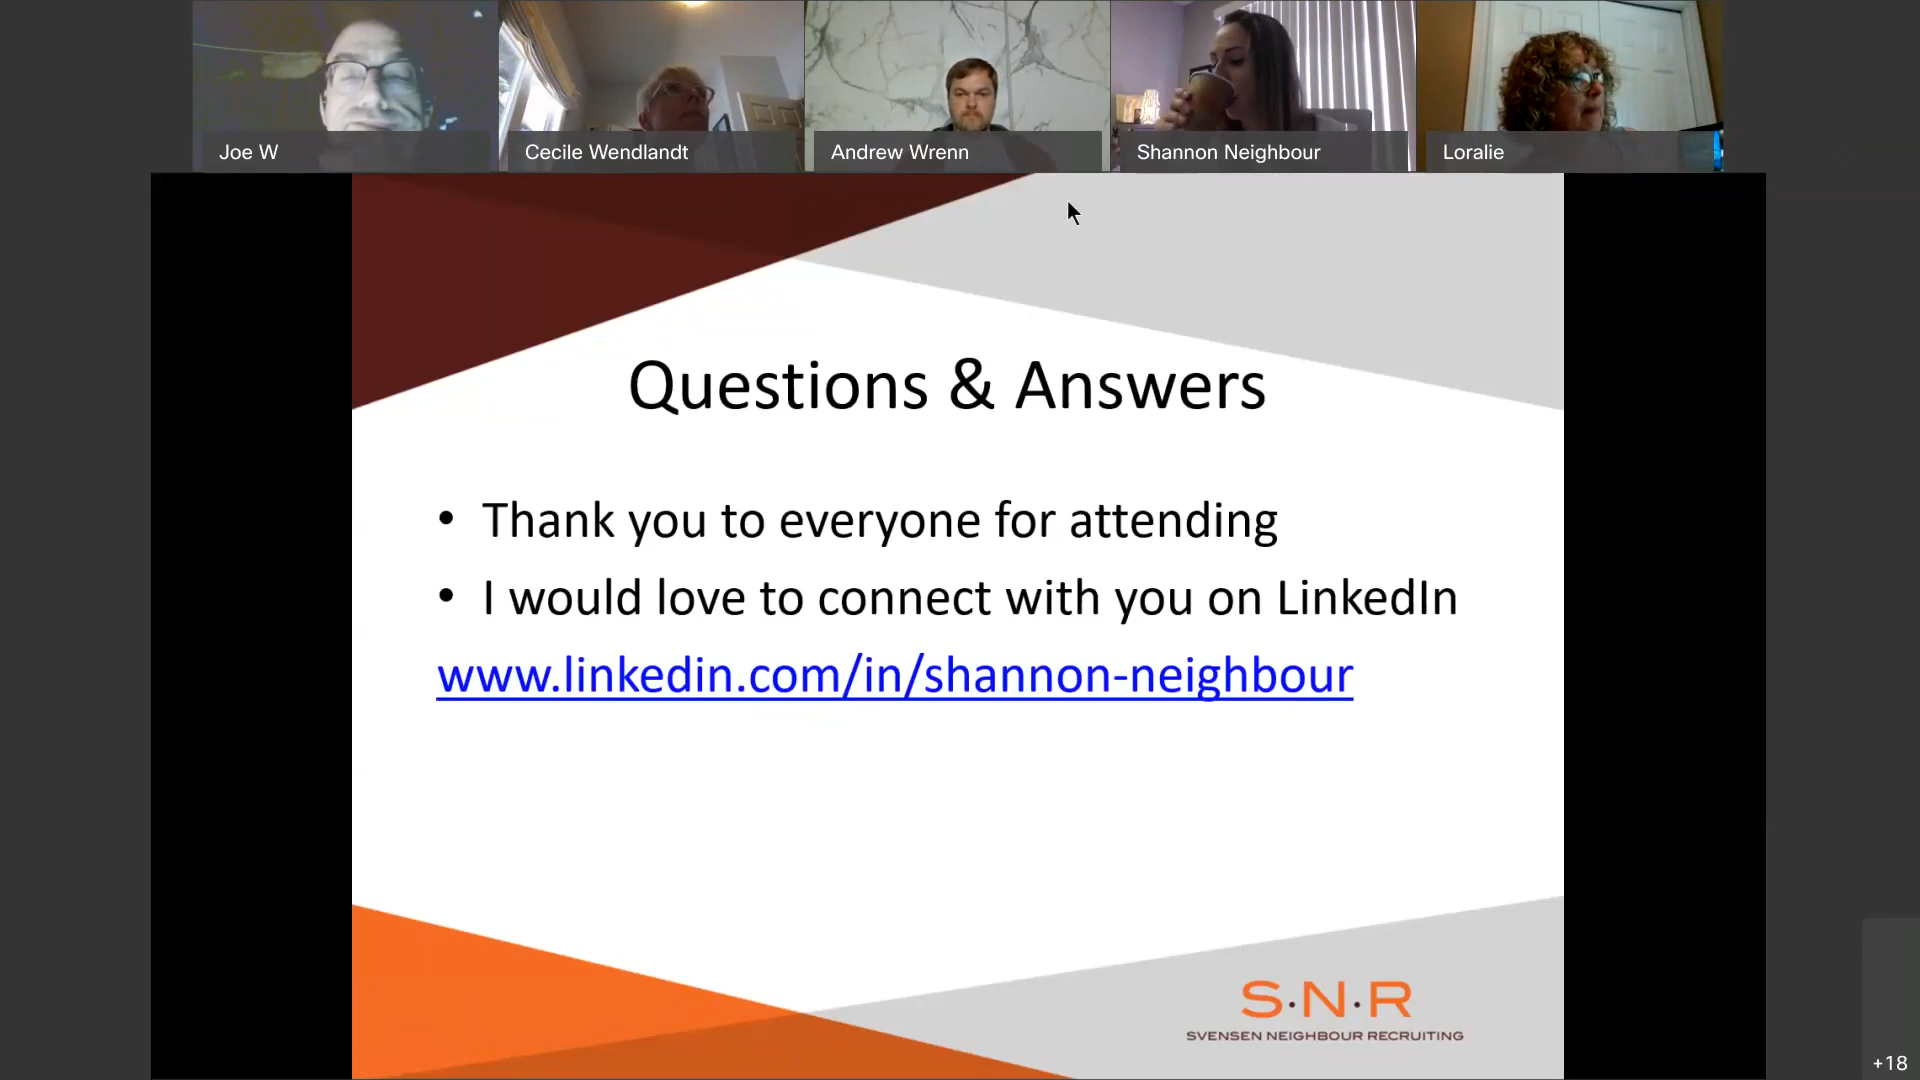 Joe W
Cecile Wendlandt
Andrew Wrenn
Shannon Neighbour
Loralie
Questions & Answers
• Thank you to everyone for attending
• I would love to connect with you on LinkedIn
www.linkedin.com/in/shannon-neighbour
S·N·R
SVENSEN NEIGHBOUR RECRUITING
+18